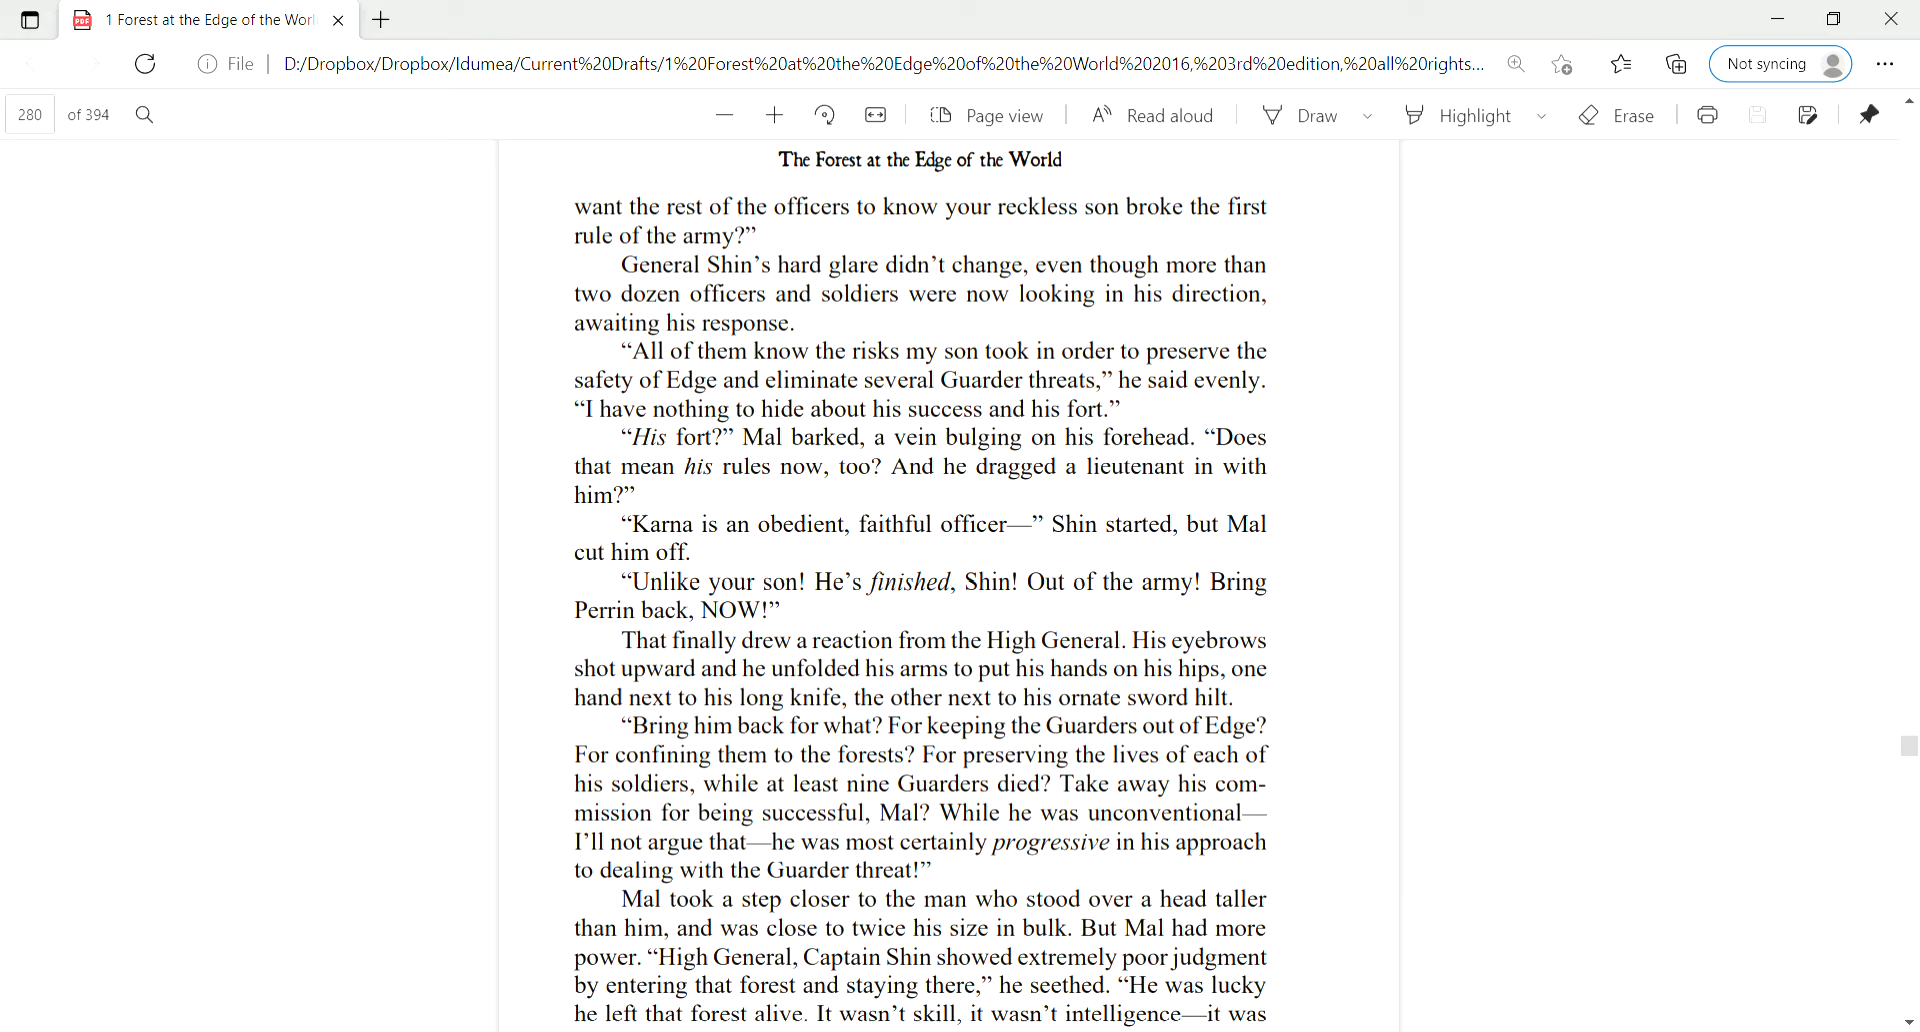 1 Forest at the Edge of the Worl
File
D:/Dropbox/Dropbox/Idumea/Current%20Drafts/1%20Forest%20at%20the%20Edge%20of%20the%20World%202016,%203rd%20edition,%20all%20rights...
Not syncing
280 of 394
Page view
Read aloud
Draw
Highlight
Erase
The Forest at the Edge of the World
want the rest of the officers to know your reckless son broke the first
rule of the army?”
General Shin’s hard glare didn’t change, even though more than
two dozen officers and soldiers were now looking in his direction,
awaiting his response.
“All of them know the risks my son took in order to preserve the
safety of Edge and eliminate several Guarder threats,” he said evenly.
“I have nothing to hide about his success and his fort.”
“His fort?” Mal barked, a vein bulging on his forehead. “Does
that mean his rules now, too? And he dragged a lieutenant in with
him?”
“Karna is an obedient, faithful officer—” Shin started, but Mal
cut him off.
“Unlike your son! He’s finished, Shin! Out of the army! Bring
Perrin back, NOW!”
That finally drew a reaction from the High General. His eyebrows
shot upward and he unfolded his arms to put his hands on his hips, one
hand next to his long knife, the other next to his ornate sword hilt.
“Bring him back for what? For keeping the Guarders out of Edge?
For confining them to the forests? For preserving the lives of each of
his soldiers, while at least nine Guarders died? Take away his com-
mission for being successful, Mal? While he was unconventional—
I’ll not argue that—he was most certainly progressive in his approach
to dealing with the Guarder threat!”
Mal took a step closer to the man who stood over a head taller
than him, and was close to twice his size in bulk. But Mal had more
power. “High General, Captain Shin showed extremely poor judgment
by entering that forest and staying there,” he seethed. “He was lucky
he left that forest alive. It wasn’t skill, it wasn’t intelligence—it was